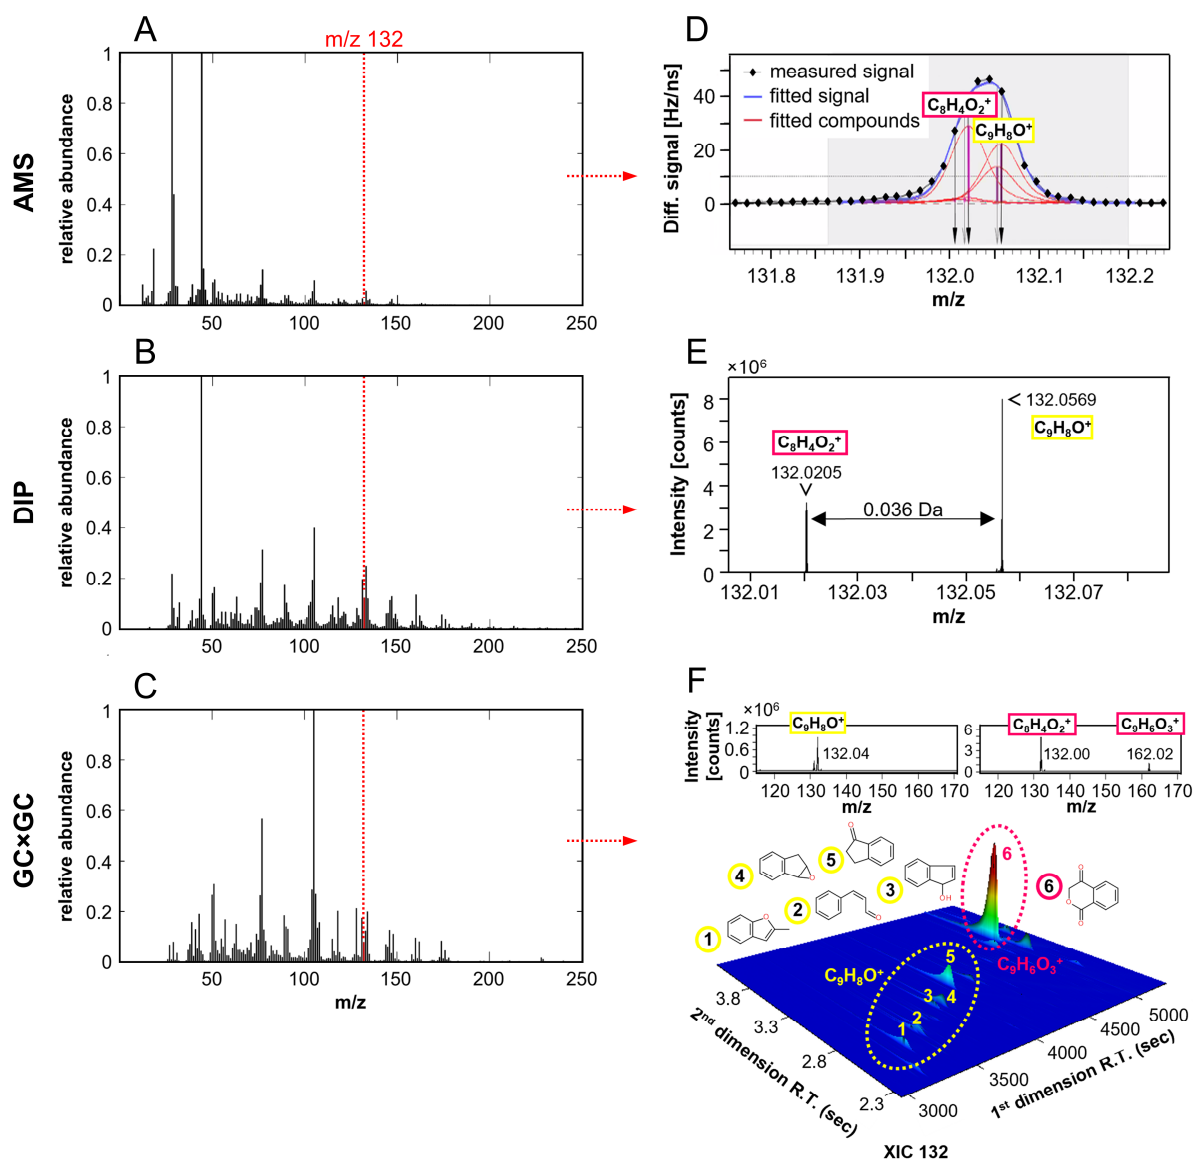 A
m/z 132
AMS
relative abundance
1
0.8
0.6
0.4
0.2
0
50
100
150
200
250
D
Diff. signal [Hz/ns]
40
20
10
0
measured signal
fitted signal
fitted compounds
C₈H₄O₂⁺
C₉H₈O⁺
131.8
131.9
132.0
132.1
132.2
m/z
B
DIP
relative abundance
1
0.8
0.6
0.4
0.2
0
50
100
150
200
250
E
×10⁶
Intensity [counts]
8
6
4
2
0
C₈H₄O₂⁺
132.0205
132.0569
C₉H₈O⁺
0.036 Da
132.01
132.03
132.05
132.07
m/z
C
GC×GC
relative abundance
1
0.8
0.6
0.4
0.2
0
50
100
150
200
250
m/z
F
×10⁶
Intensity
[counts]
1.2
0.6
0
C₉H₈O⁺
132.04
120 130 140 150 160 170
m/z
6
3
0
C₈H₄O₂⁺
C₉H₆O₃⁺
132.00
162.02
120 130 140 150 160 170
m/z
4
O
5
O
3
OH
1
O
2
O
6
O
O
O
6
C₉H₆O₃⁺
C₉H₈O⁺
5
3
4
2
1
3.8
3.3
2.8
2.3
2ⁿᵈ dimension R.T. (sec)
3000
3500
4000
4500
5000
1ˢᵗ dimension R.T. (sec)
XIC 132